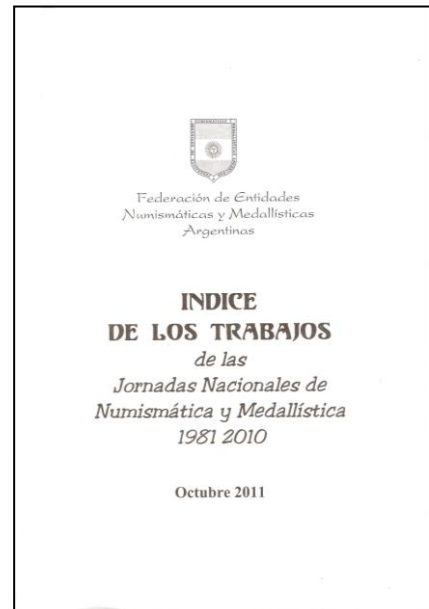 Federación de Entidades
Numismáticas y Medallísticas
Argentinas
INDICE
DE LOS TRABAJOS
de las
Jornadas Nacionales de
Numismática y Medallística
1981 2010
Octubre 2011